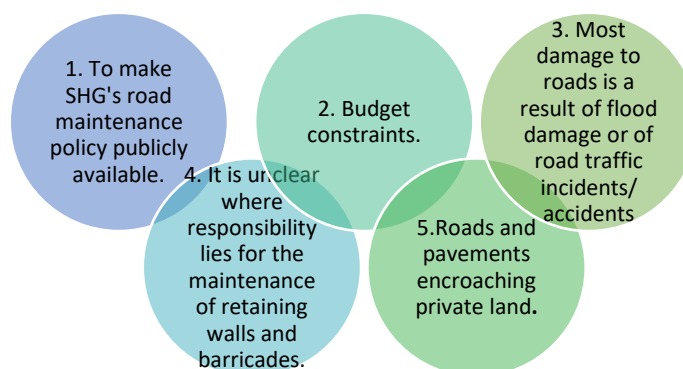 1. To make
SHG's road
maintenance
policy publicly
available.
2. Budget
constraints.
3. Most
damage to
roads is a
result of flood
damage or of
road traffic
incidents/
accidents
4. It is unclear
where
responsibility
lies for the
maintenance
of retaining
walls and
barricades.
5.Roads and
pavements
encroaching
private land.